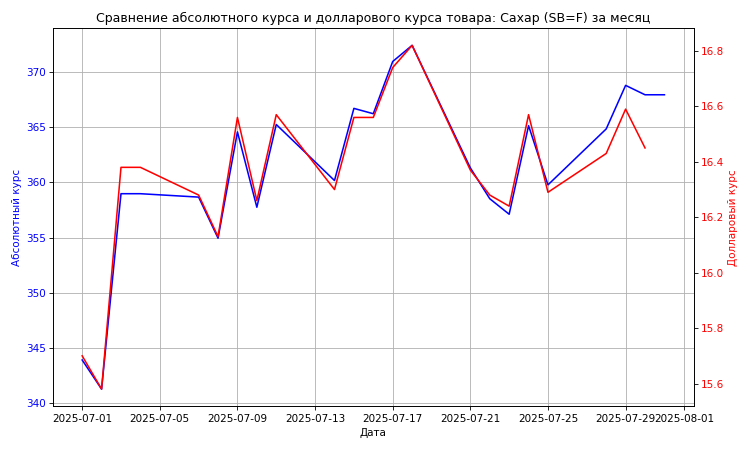 Сравнение абсолютного курса и долларового курса товара: Сахар (SB=F) за месяц
Абсолютный курс
370
365
360
355
350
345
340
16.8
16.6
16.4
16.2
16.0
15.8
15.6
Долларовый курс
2025-07-01 2025-07-05 2025-07-09 2025-07-13 2025-07-17 2025-07-21 2025-07-25 2025-07-29 2025-08-01
Дата